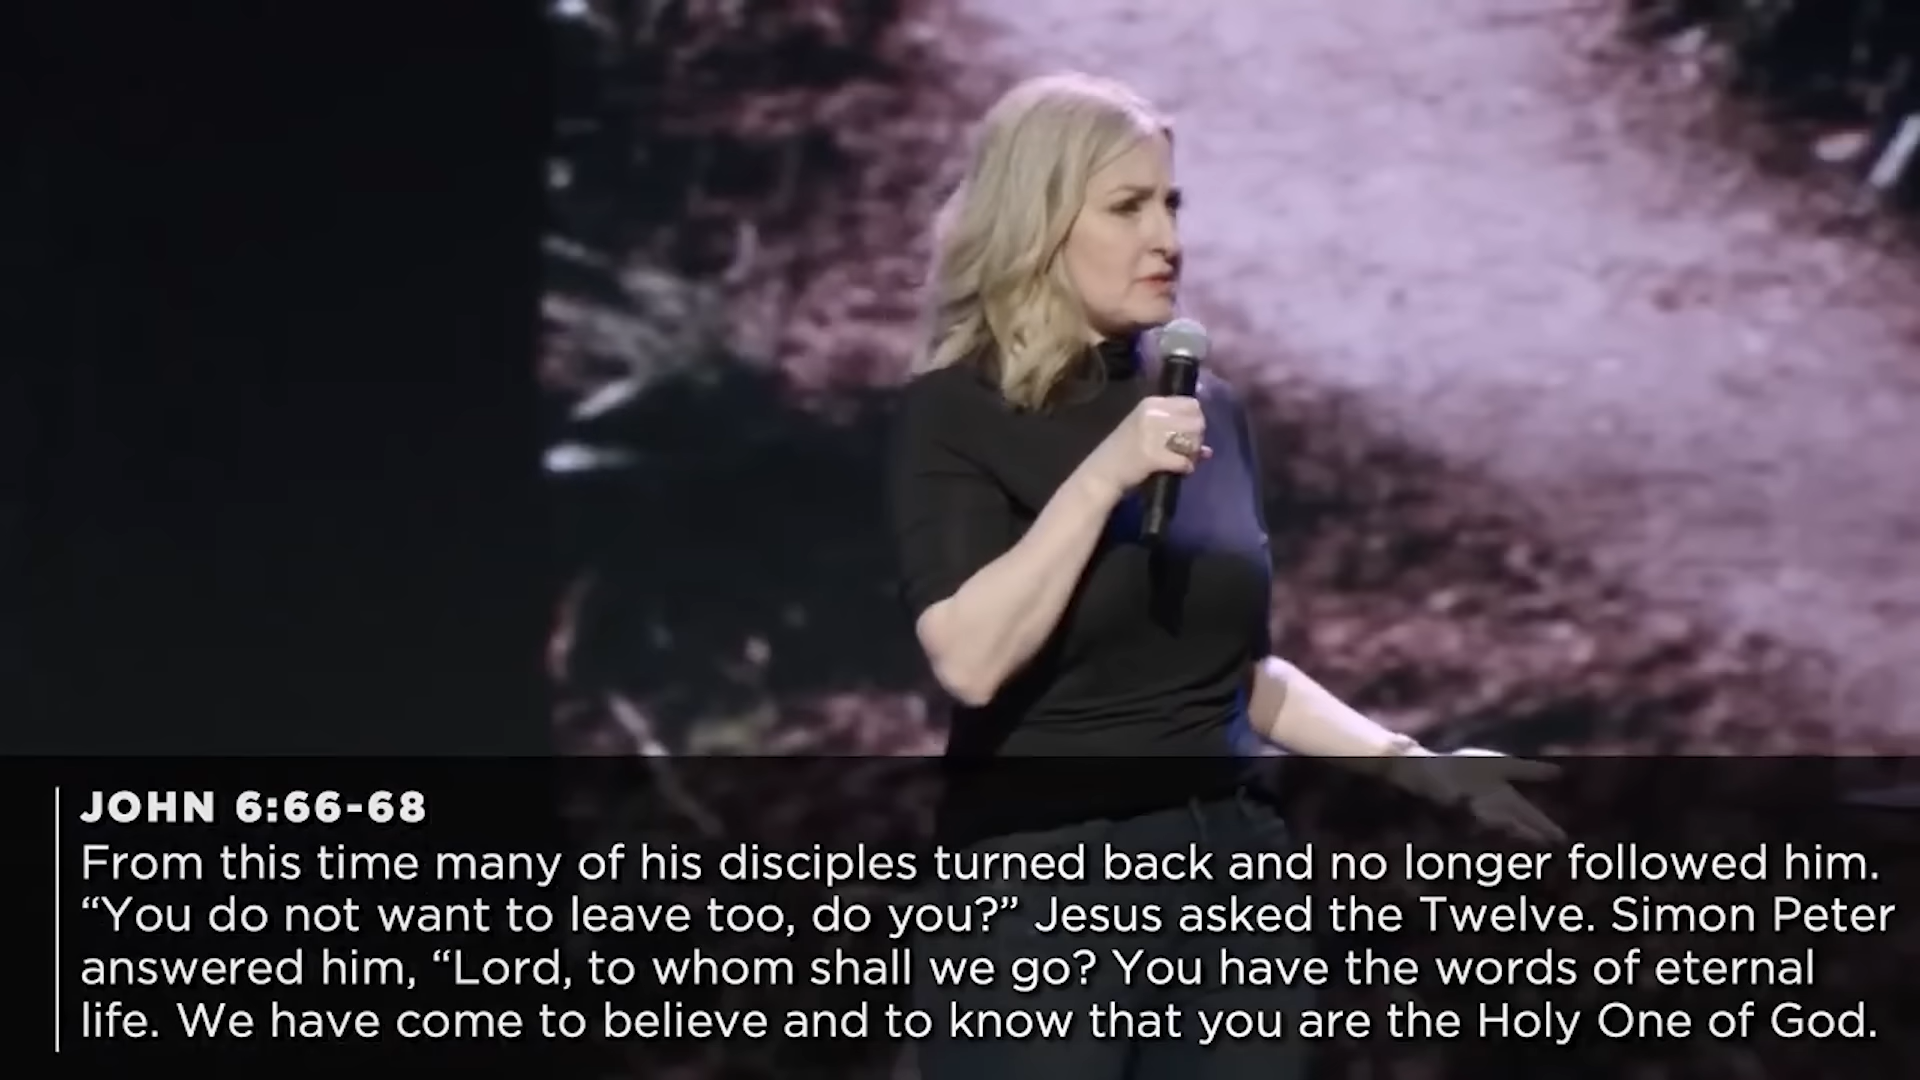 JOHN 6:66-68
From this time many of his disciples turned back and no longer followed him.
“You do not want to leave too, do you?” Jesus asked the Twelve. Simon Peter
answered him, “Lord, to whom shall we go? You have the words of eternal
life. We have come to believe and to know that you are the Holy One of God.